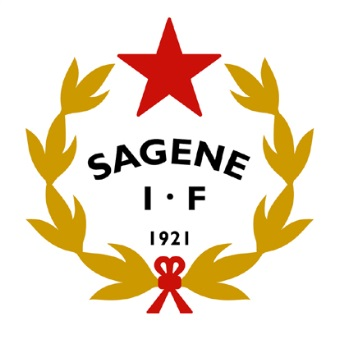 SAGENE
I · F
1921